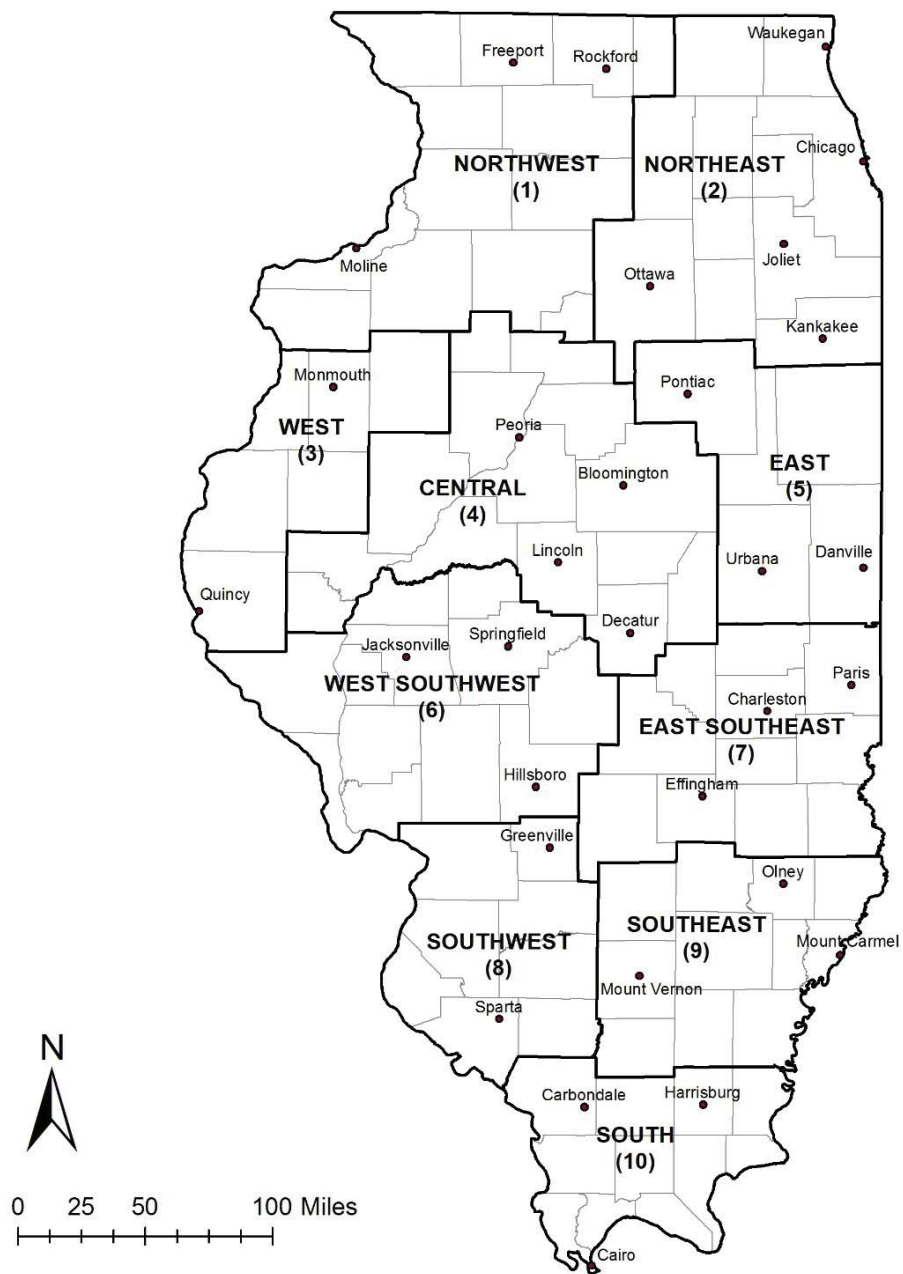 Waukegan
Freeport
Rockford
Chicago
NORTHWEST
(1)
NORTHEAST
(2)
Moline
Joliet
Ottawa
Kankakee
Monmouth
Pontiac
WEST
(3)
Peoria
EAST
(5)
CENTRAL
(4)
Bloomington
Lincoln
Urbana
Danville
Quincy
Decatur
Jacksonville
Springfield
WEST SOUTHWEST
(6)
Paris
Charleston
EAST SOUTHEAST
(7)
Hillsboro
Effingham
Greenville
Olney
SOUTHEAST
(9)
SOUTHWEST
(8)
Mount Carmel
Mount Vernon
Sparta
N
Carbondale
Harrisburg
SOUTH
(10)
0 25 50 100 Miles
Cairo